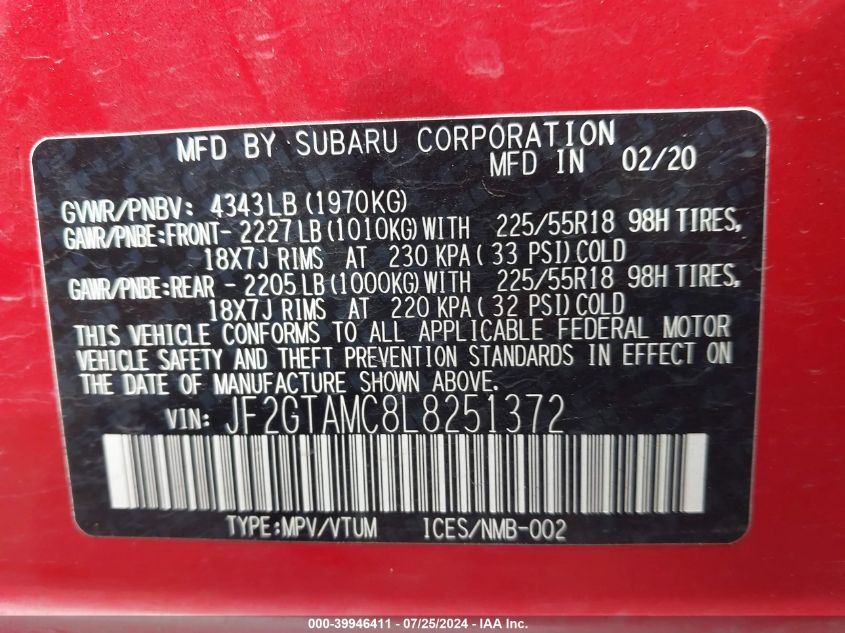 MFD BY SUBARU CORPORATION
MFD IN 02/20
GVWR/PNBV: 4343LB (1970KG)
GAWR/PNBE:FRONT- 2227LB (1010KG) WITH 225/55R18 98H TIRES,
18X7J RIMS AT 230 KPA ( 33 PSI) COLD
GAWR/PNBE:REAR - 2205LB (1000KG) WITH 225/55R18 98H TIRES,
18X7J RIMS AT 220 KPA ( 32 PSI) COLD
THIS VEHICLE CONFORMS TO ALL APPLICABLE FEDERAL MOTOR
VEHICLE SAFETY AND THEFT PREVENTION STANDARDS IN EFFECT ON
THE DATE OF MANUFACTURE SHOWN ABOVE.
VIN: JF2GTAMC8L8251372
TYPE:MPV/VTUM ICES/NMB-002
000-39946411 - 07/25/2024 - IAAI, Inc.